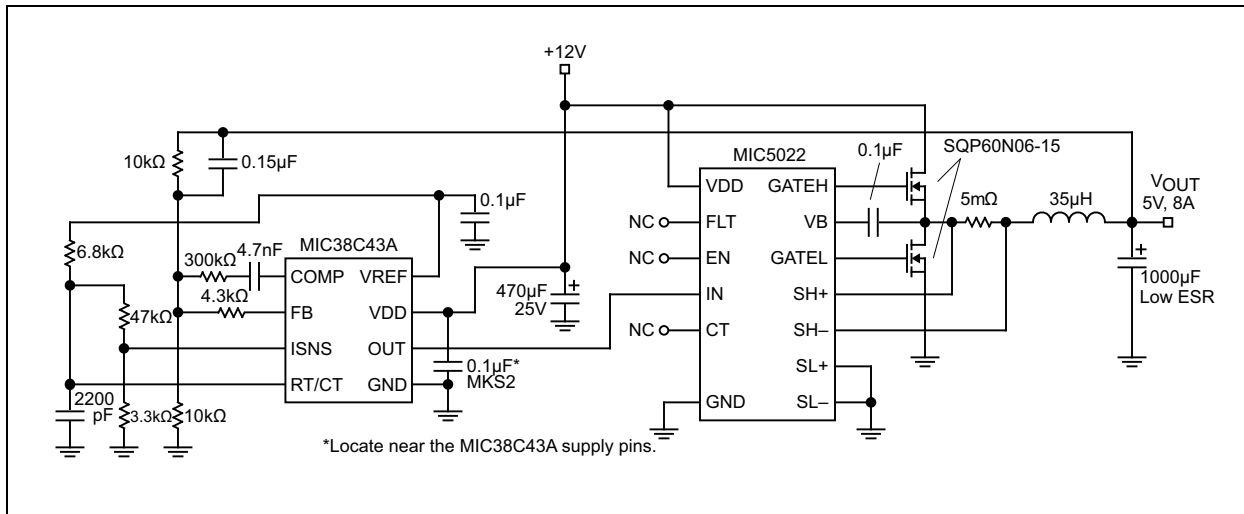 +12V
10kΩ
0.15µF
0.1µF
6.8kΩ
300kΩ
4.7nF
4.3kΩ
47kΩ
2200
pF
3.3kΩ
10kΩ
MIC38C43A
COMP
FB
ISNS
RT/CT
VREF
VDD
OUT
GND
0.1µF*
MKS2
470µF
25V
*Locate near the MIC38C43A supply pins.
NC
NC
NC
MIC5022
VDD
FLT
EN
IN
CT
GND
GATEH
VB
GATEL
SH+
SH–
SL+
SL–
0.1µF
SQP60N06-15
5mΩ
35µH
VOUT
5V, 8A
1000µF
Low ESR